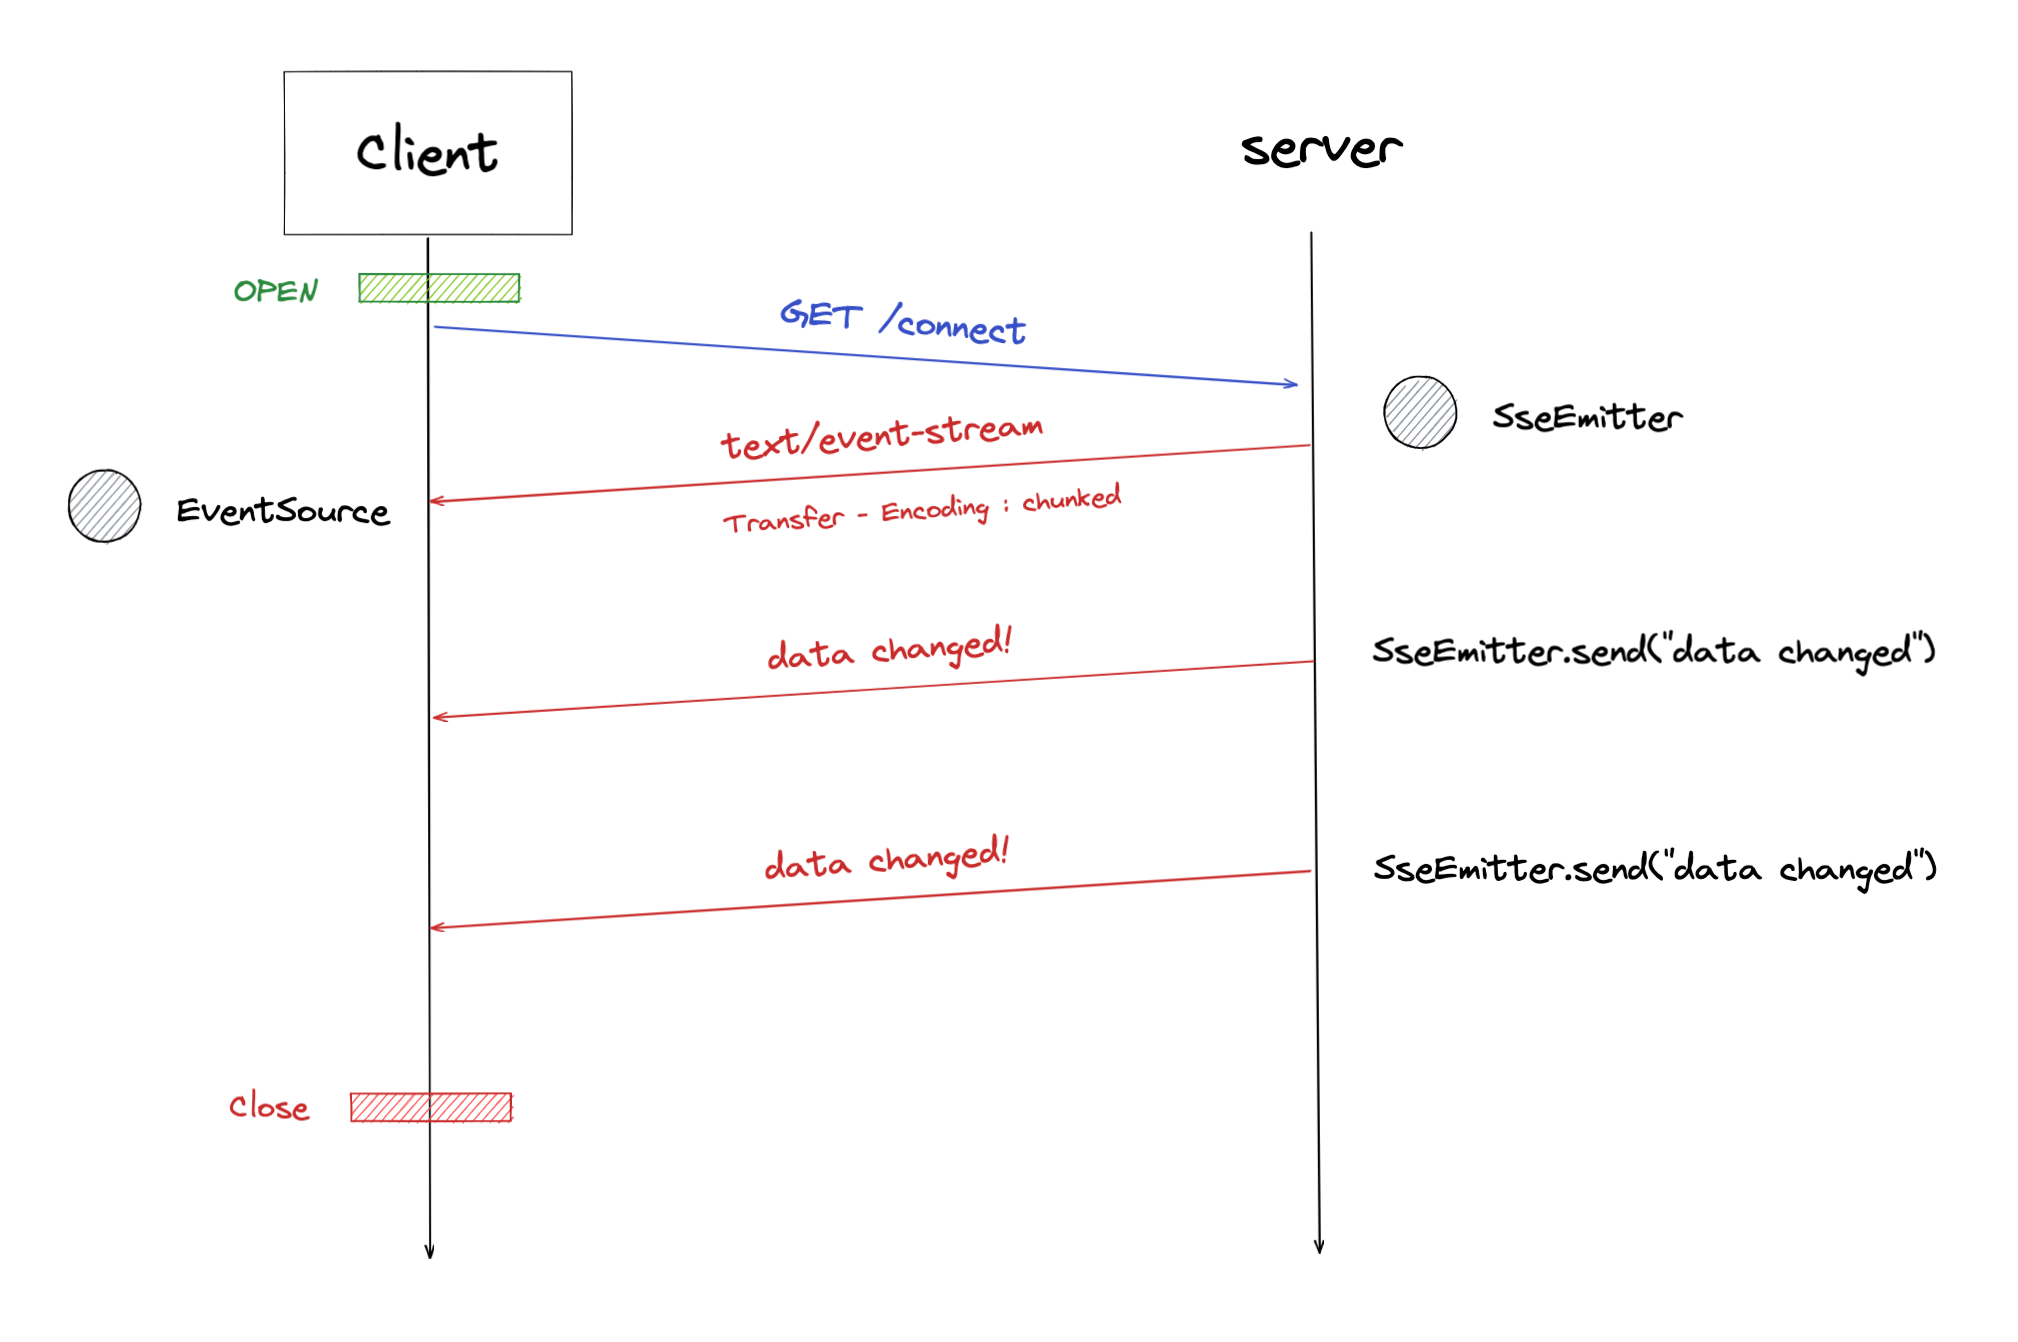 Client
server
OPEN
GET /connect
SseEmitter
text/event-stream
Transfer - Encoding : chunked
EventSource
data changed!
SseEmitter.send("data changed")
data changed!
SseEmitter.send("data changed")
Close